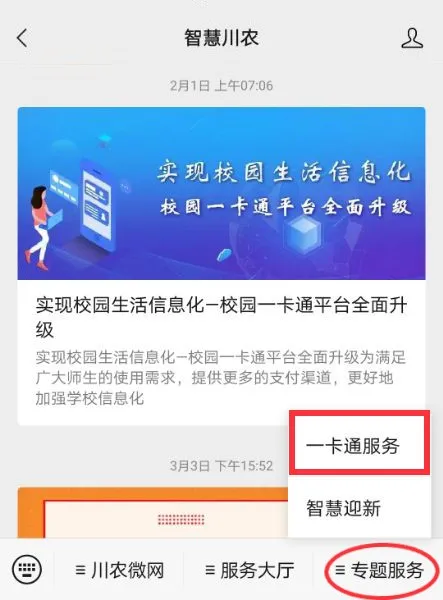 智慧川农
2月1日 上午07:06
实现校园生活信息化
校园一卡通平台全面升级
实现校园生活信息化—校园一卡通平台全面升
级
实现校园生活信息化—校园一卡通平台全面升级为满足
广大师生的使用需求，提供更多的支付渠道，更好地
加强学校信息化
一卡通服务
3月3日 下午15:52
智慧迎新
≡ 川农微网
≡ 服务大厅
≡ 专题服务